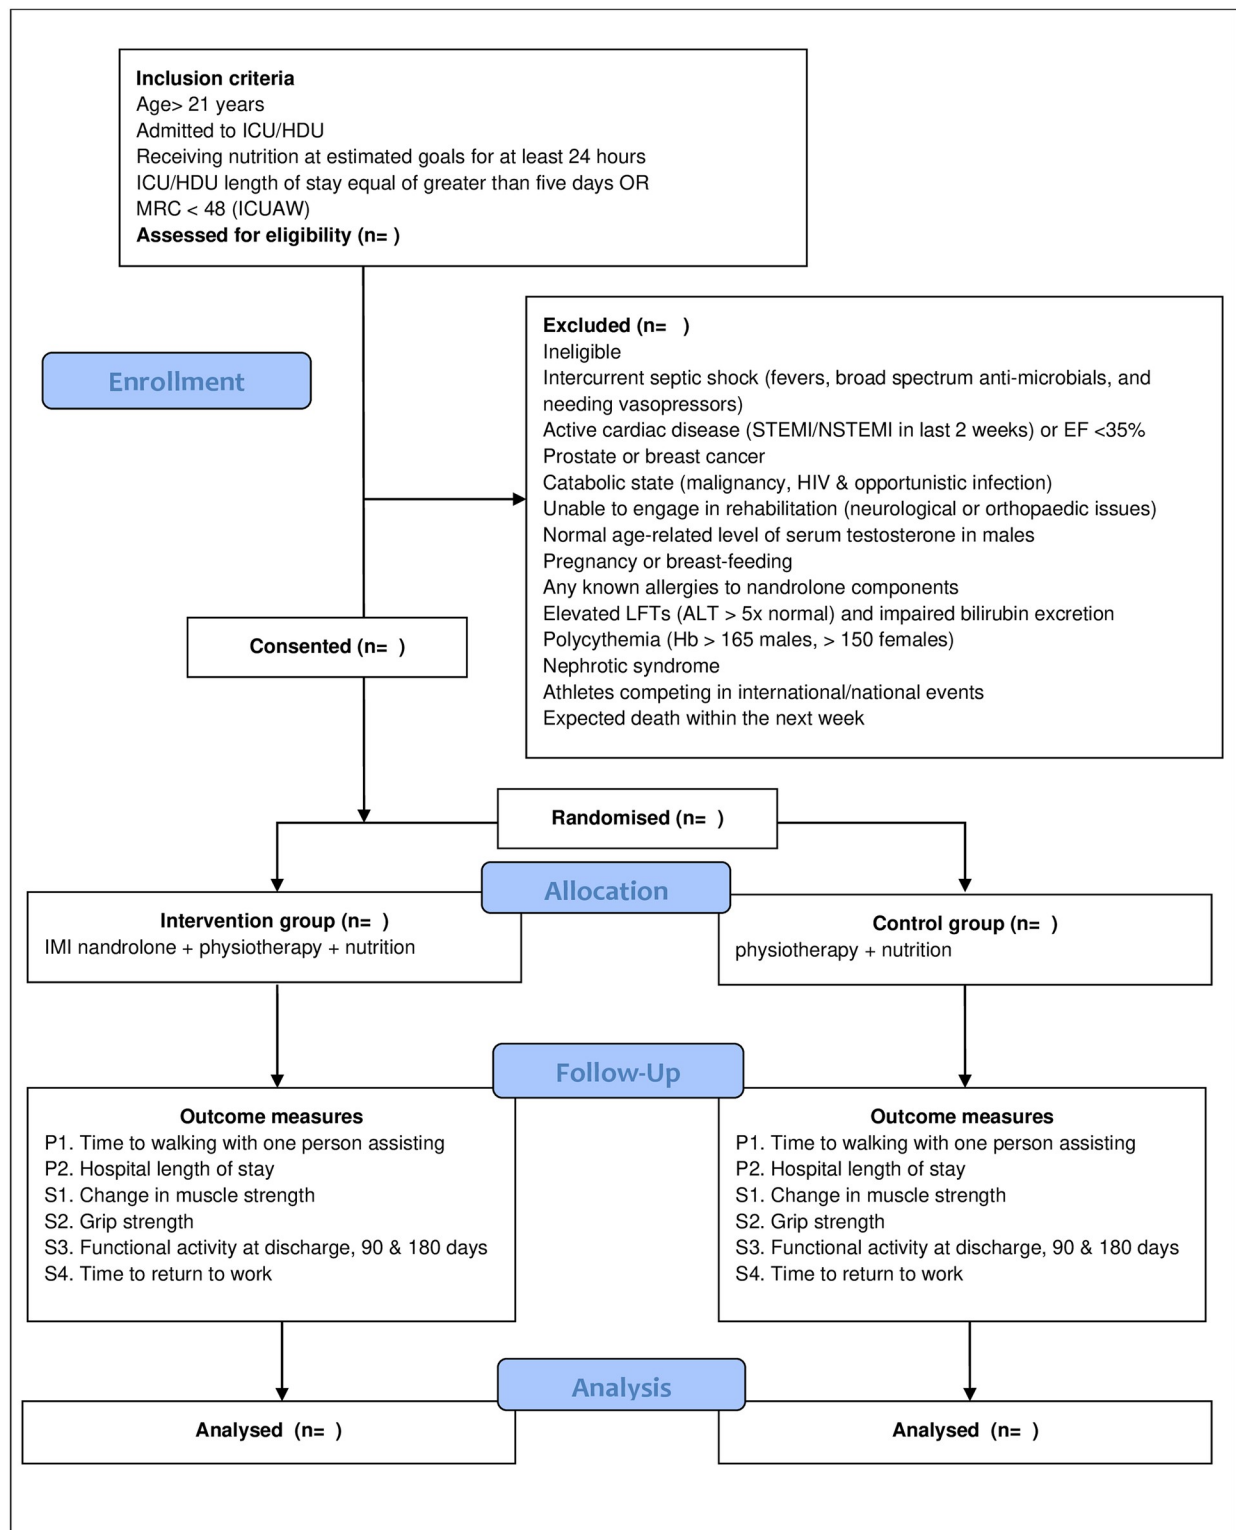 Inclusion criteria
Age> 21 years
Admitted to ICU/HDU
Receiving nutrition at estimated goals for at least 24 hours
ICU/HDU length of stay equal of greater than five days OR
MRC < 48 (ICUAW)
Assessed for eligibility (n= )
Enrollment
Excluded (n= )
Ineligible
Intercurrent septic shock (fevers, broad spectrum anti-microbials, and
needing vasopressors)
Active cardiac disease (STEMI/NSTEMI in last 2 weeks) or EF <35%
Prostate or breast cancer
Catabolic state (malignancy, HIV & opportunistic infection)
Unable to engage in rehabilitation (neurological or orthopaedic issues)
Normal age-related level of serum testosterone in males
Pregnancy or breast-feeding
Any known allergies to nandrolone components
Elevated LFTs (ALT > 5x normal) and impaired bilirubin excretion
Polycythemia (Hb > 165 males, > 150 females)
Nephrotic syndrome
Athletes competing in international/national events
Expected death within the next week
Consented (n= )
Randomised (n= )
Allocation
Intervention group (n= )
IMI nandrolone + physiotherapy + nutrition
Control group (n= )
physiotherapy + nutrition
Follow-Up
Outcome measures
P1. Time to walking with one person assisting
P2. Hospital length of stay
S1. Change in muscle strength
S2. Grip strength
S3. Functional activity at discharge, 90 & 180 days
S4. Time to return to work
Outcome measures
P1. Time to walking with one person assisting
P2. Hospital length of stay
S1. Change in muscle strength
S2. Grip strength
S3. Functional activity at discharge, 90 & 180 days
S4. Time to return to work
Analysis
Analysed (n= )
Analysed (n= )